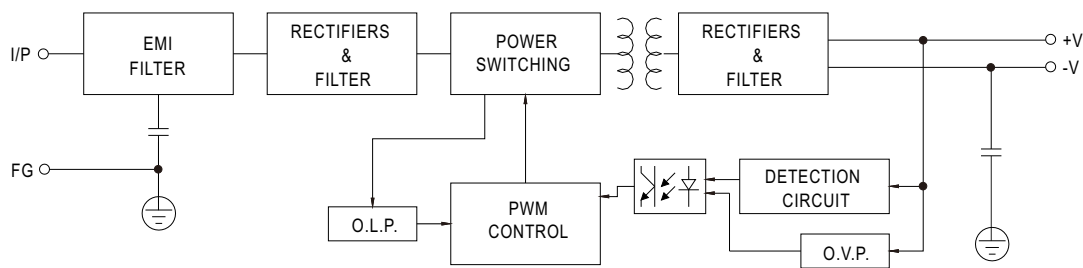 I/P
EMI
FILTER
RECTIFIERS
&
FILTER
POWER
SWITCHING
RECTIFIERS
&
FILTER
+V
-V
FG
O.L.P.
PWM
CONTROL
DETECTION
CIRCUIT
O.V.P.